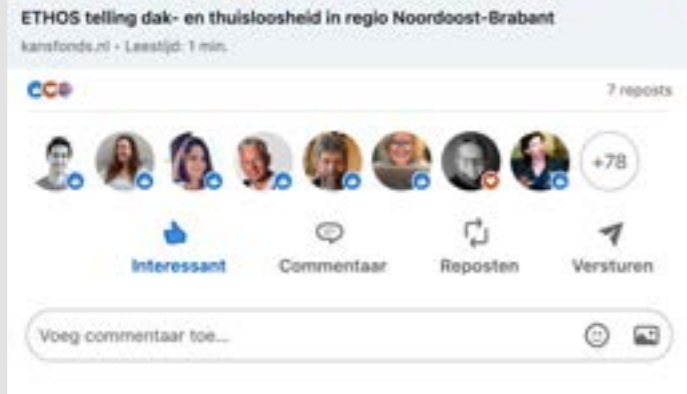 ETHOS telling dak- en thuisloosheid in regio Noordoost-Brabant
kansfonds.nl • Leestijd: 1 min.
7 reposts
+78
Interessant
Commentaar
Reposten
Versturen
Voeg commentaar toe...